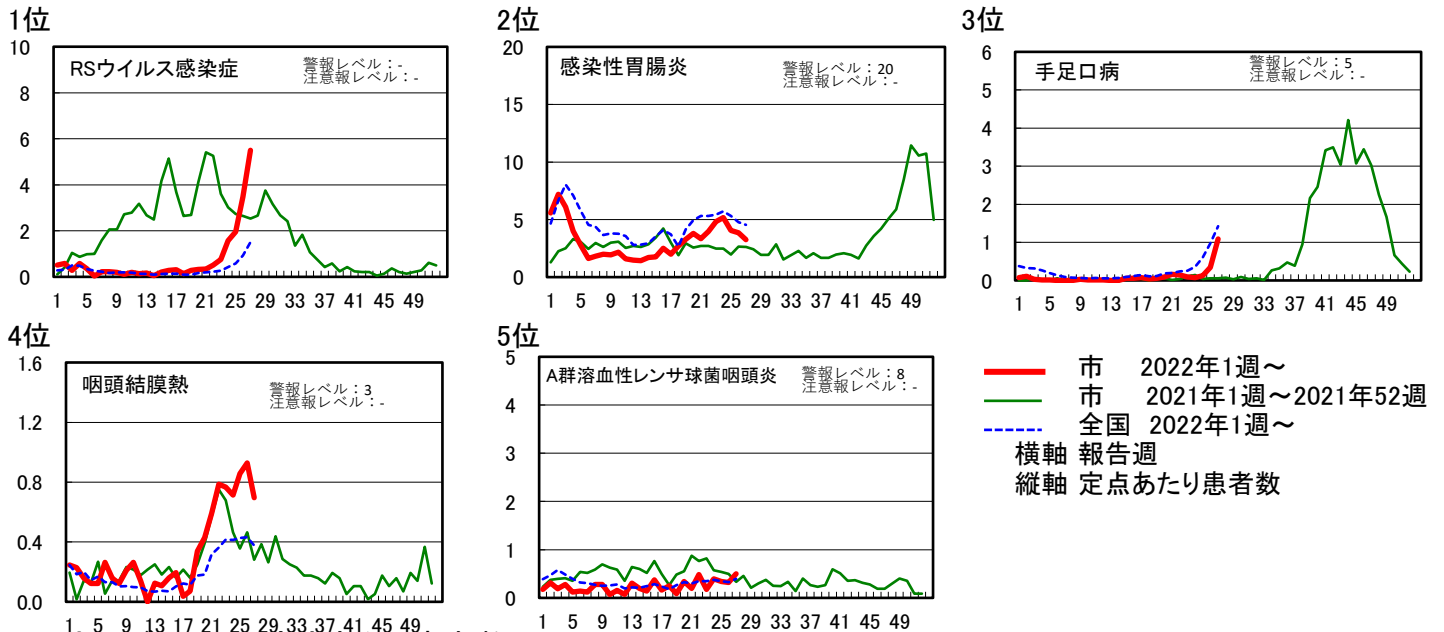 1位
RSウイルス感染症
警報レベル：-
注意報レベル：-
10
8
6
4
2
0
1 5 9 13 17 21 25 29 33 37 41 45 49
2位
感染性胃腸炎
警報レベル：20
注意報レベル：-
20
15
10
5
0
1 5 9 13 17 21 25 29 33 37 41 45 49
3位
手足口病
警報レベル：5
注意報レベル：-
6
5
4
3
2
1
0
1 5 9 13 17 21 25 29 33 37 41 45 49
4位
咽頭結膜熱
警報レベル：3
注意報レベル：-
1.6
1.2
0.8
0.4
0.0
1 5 9 13 17 21 25 29 33 37 41 45 49
5位
A群溶血性レンサ球菌咽頭炎
警報レベル：8
注意報レベル：-
5
4
3
2
1
0
1 5 9 13 17 21 25 29 33 37 41 45 49
市 2022年1週～
市 2021年1週～2021年52週
全国 2022年1週～
横軸 報告週
縦軸 定点あたり患者数